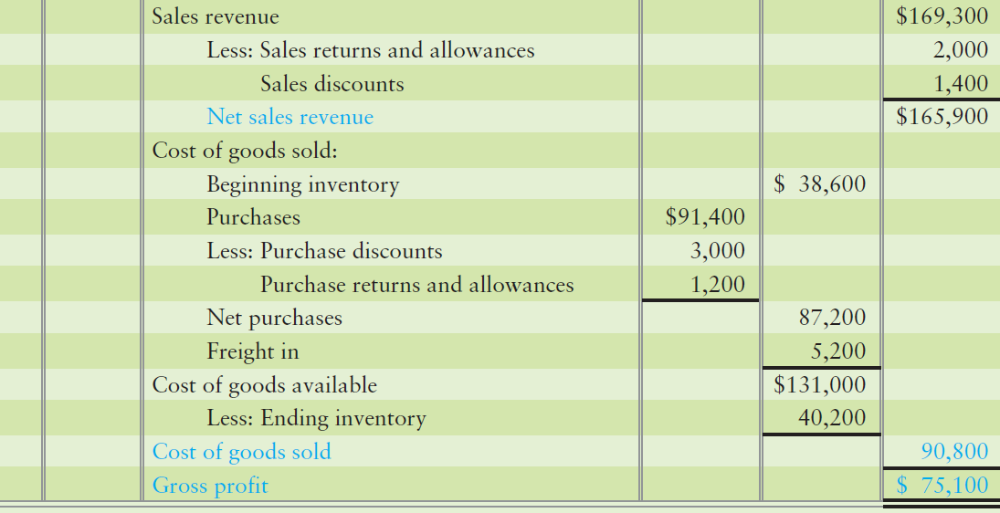 Sales revenue $169,300
Less: Sales returns and allowances 2,000
Sales discounts 1,400
Net sales revenue $165,900
Cost of goods sold:
Beginning inventory $ 38,600
Purchases $91,400
Less: Purchase discounts 3,000
Purchase returns and allowances 1,200
Net purchases 87,200
Freight in 5,200
Cost of goods available $131,000
Less: Ending inventory 40,200
Cost of goods sold 90,800
Gross profit $ 75,100